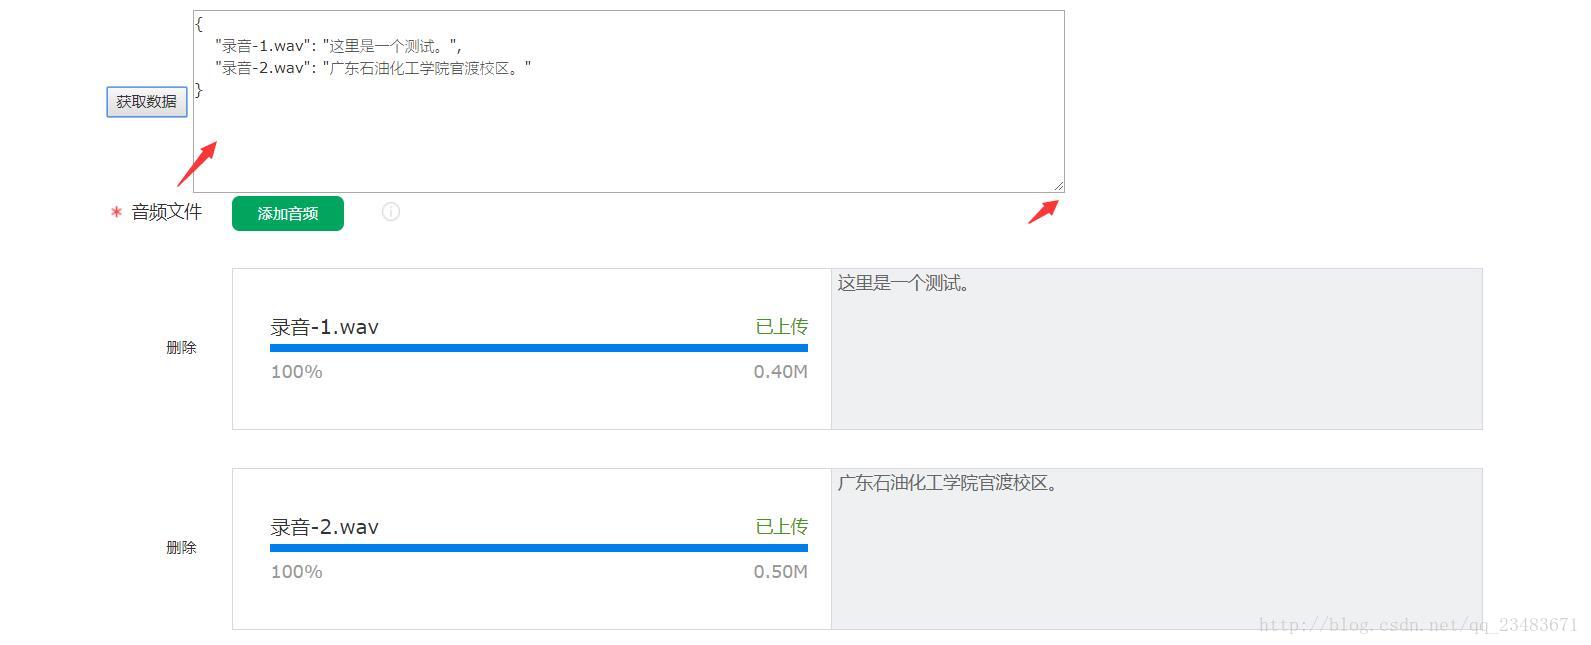 {
"录音-1.wav": "这里是一个测试。",
"录音-2.wav": "广东石油化工学院官渡校区。"
}
获取数据
* 音频文件 添加音频
这里是一个测试。
录音-1.wav 已上传
删除
100% 0.40M
广东石油化工学院官渡校区。
录音-2.wav 已上传
删除
100% 0.50M
http://blog.csdn.net/qq_23483671